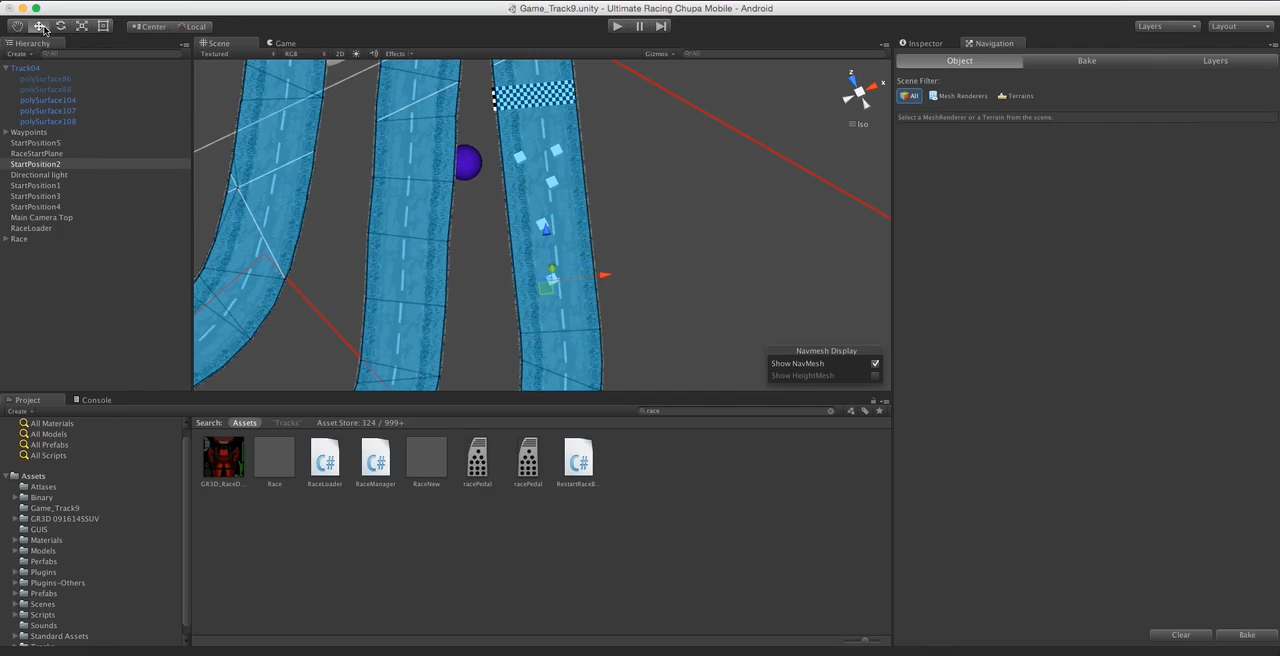 Game_Track9.unity - Ultimate Racing Chupa Mobile - Android
Center Local Layers Layout
Hierarchy
Create All
Track04
polySurface86
polySurface88
polySurface104
polySurface107
polySurface108
Waypoints
StartPosition5
RaceStartPlane
StartPosition2
Directional light
StartPosition1
StartPosition3
StartPosition4
Main Camera Top
RaceLoader
Race
Scene Game
Textured RGB 2D Effects Gizmos All
z
x
Iso
Navmesh Display
Show NavMesh
Show HeightMesh
Inspector Navigation
Object Bake Layers
Scene Filter:
All Mesh Renderers Terrains
Select a MeshRenderer or a Terrain from the scene.
Clear Bake
Project Console
Create race
All Materials
All Models
All Prefabs
All Scripts
Assets
Atlases
Binary
Game_Track9
GR3D 091614SSUV
GUIS
Materials
Models
Perfabs
Plugins
Plugins-Others
Prefabs
Scenes
Scripts
Sounds
Standard Assets
Search: Assets 'Tracks' Asset Store: 324 / 999+
C# C# C#
GR3D_RaceD... Race RaceLoader RaceManager RaceNew racePedal racePedal RestartRaceB...